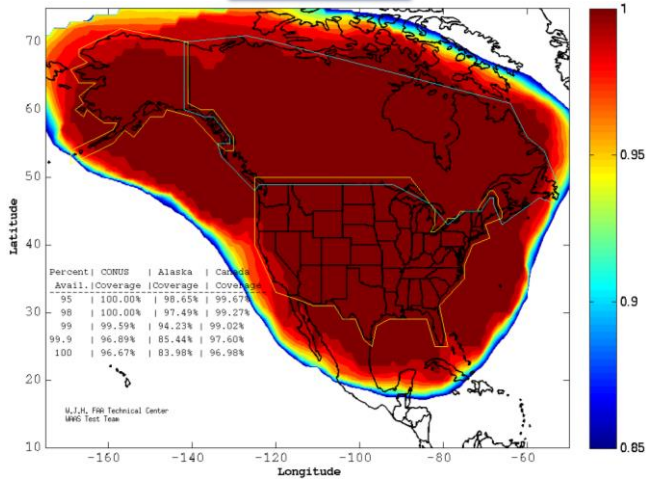 75
70
60
50
40
30
20
10
Latitude
-160
-140
-120
-100
-80
-60
Longitude
Percent| CONUS | Alaska | Canada
Avail.|Coverage |Coverage | Coverage
95 |100.00% | 98.65% | 99.67%
98 |100.00% | 97.49% | 99.27%
99 | 99.59% | 94.23% | 99.02%
99.9 | 96.89% | 85.44% | 97.60%
100 | 96.67% | 83.98% | 96.98%
W.J.H. FAA Technical Center
WAAS Test Team
1
0.95
0.9
0.85